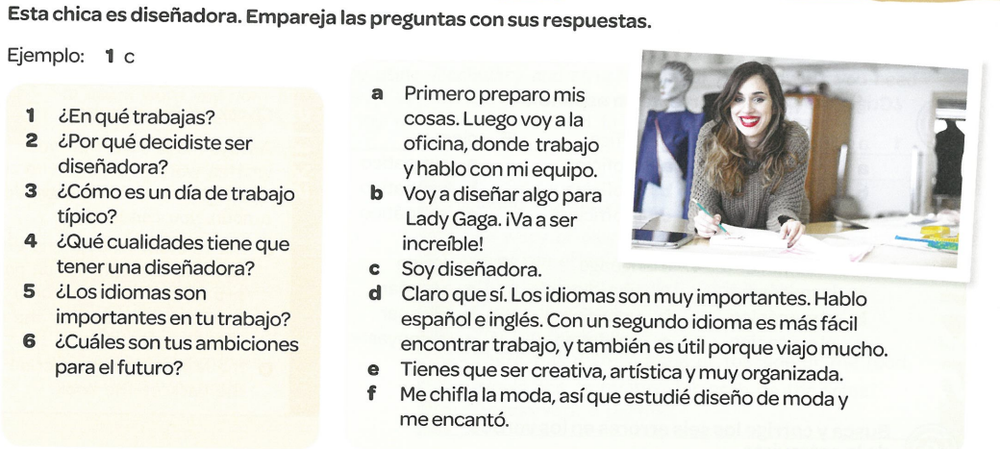 Esta chica es diseñadora. Empareja las preguntas con sus respuestas.
Ejemplo: 1 c
1 ¿En qué trabajas?
2 ¿Por qué decidiste ser
diseñadora?
3 ¿Cómo es un día de trabajo
típico?
4 ¿Qué cualidades tiene que
tener una diseñadora?
5 ¿Los idiomas son
importantes en tu trabajo?
6 ¿Cuáles son tus ambiciones
para el futuro?
a Primero preparo mis
cosas. Luego voy a la
oficina, donde trabajo
y hablo con mi equipo.
b Voy a diseñar algo para
Lady Gaga. ¡Va a ser
increíble!
c Soy diseñadora.
d Claro que sí. Los idiomas son muy importantes. Hablo
español e inglés. Con un segundo idioma es más fácil
encontrar trabajo, y también es útil porque viajo mucho.
e Tienes que ser creativa, artística y muy organizada.
f Me chifla la moda, así que estudié diseño de moda y
me encantó.